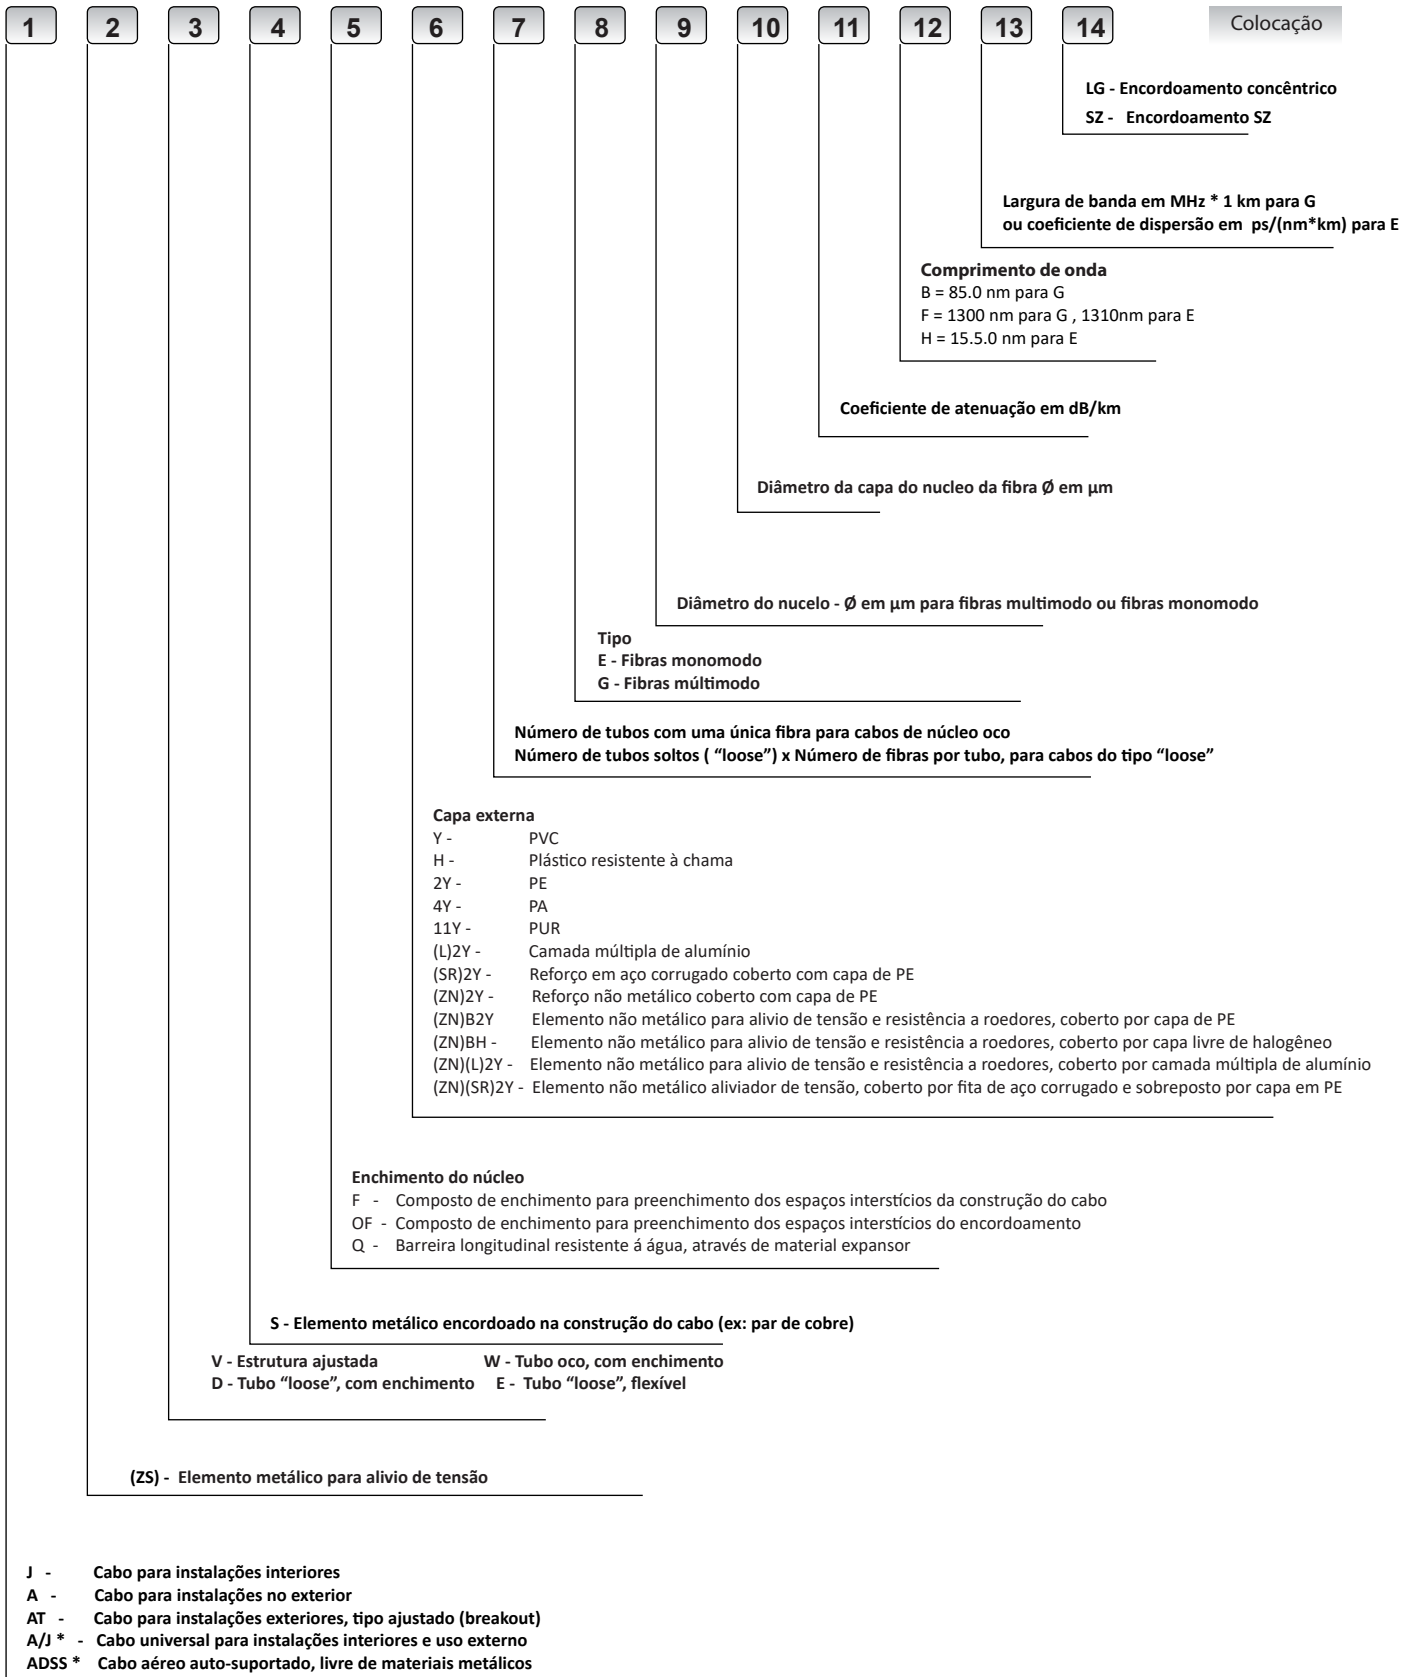 1 2 3 4 5 6 7 8 9 10 11 12 13 14 Colocação
LG - Encordoamento concêntrico
SZ - Encordoamento SZ
Largura de banda em MHz * 1 km para G
ou coeficiente de dispersão em ps/(nm*km) para E
Comprimento de onda
B = 85.0 nm para G
F = 1300 nm para G , 1310nm para E
H = 15.5.0 nm para E
Coeficiente de atenuação em dB/km
Diâmetro da capa do nucleo da fibra Ø em µm
Diâmetro do nucelo - Ø em µm para fibras multimodo ou fibras monomodo
Tipo
E - Fibras monomodo
G - Fibras múltimodo
Número de tubos com uma única fibra para cabos de núcleo oco
Número de tubos soltos ( “loose”) x Número de fibras por tubo, para cabos do tipo “loose”
Capa externa
Y - PVC
H - Plástico resistente à chama
2Y - PE
4Y - PA
11Y - PUR
(L)2Y - Camada múltipla de alumínio
(SR)2Y - Reforço em aço corrugado coberto com capa de PE
(ZN)2Y - Reforço não metálico coberto com capa de PE
(ZN)B2Y Elemento não metálico para alivio de tensão e resistência a roedores, coberto por capa de PE
(ZN)BH - Elemento não metálico para alivio de tensão e resistência a roedores, coberto por capa livre de halogêneo
(ZN)(L)2Y - Elemento não metálico para alivio de tensão e resistência a roedores, coberto por camada múltipla de alumínio
(ZN)(SR)2Y - Elemento não metálico aliviador de tensão, coberto por fita de aço corrugado e sobreposto por capa em PE
Enchimento do núcleo
F - Composto de enchimento para preenchimento dos espaços interstícios da construção do cabo
OF - Composto de enchimento para preenchimento dos espaços interstícios do encordoamento
Q - Barreira longitudinal resistente á água, através de material expansor
S - Elemento metálico encordoado na construção do cabo (ex: par de cobre)
V - Estrutura ajustada W - Tubo oco, com enchimento
D - Tubo “loose”, com enchimento E - Tubo “loose”, flexível
(ZS) - Elemento metálico para alivio de tensão
J - Cabo para instalações interiores
A - Cabo para instalações no exterior
AT - Cabo para instalações exteriores, tipo ajustado (breakout)
A/J * - Cabo universal para instalações interiores e uso externo
ADSS * Cabo aéreo auto-suportado, livre de materiais metálicos